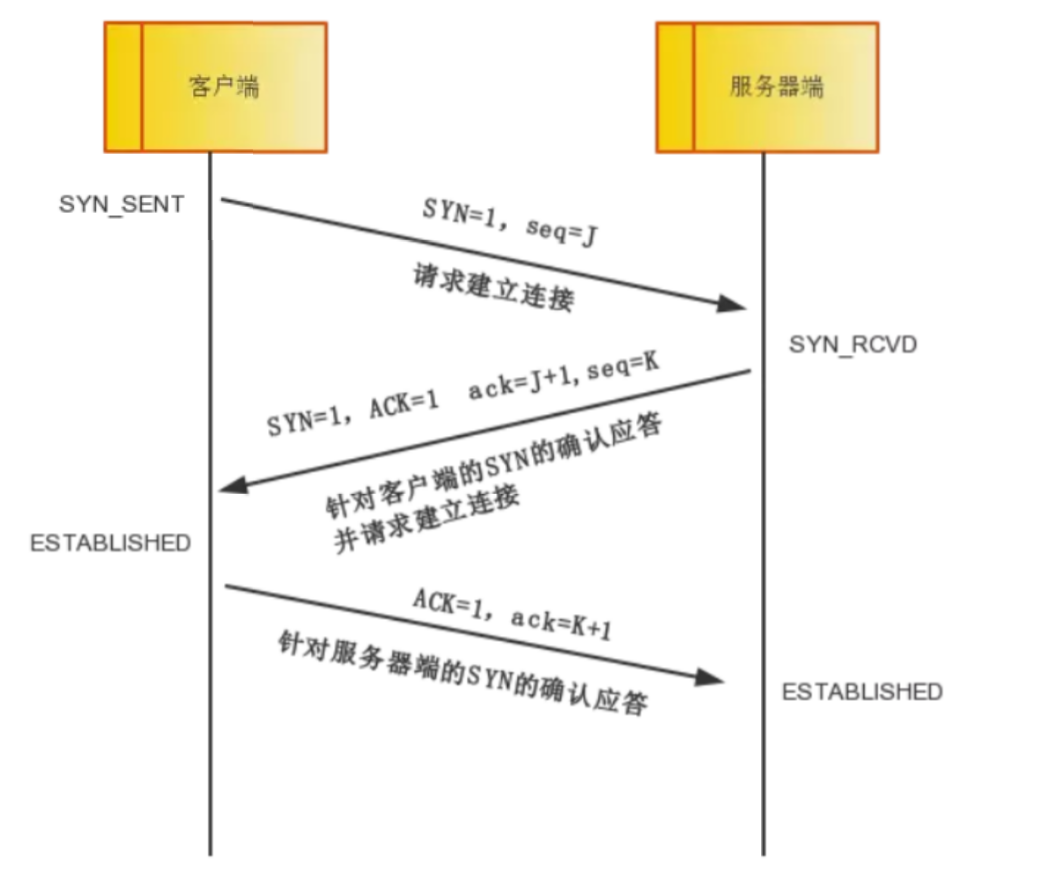 客户端
服务器端
SYN_SENT
SYN=1, seq=J
请求建立连接
SYN_RCVD
SYN=1, ACK=1 ack=J+1,seq=K
针对客户端的SYN的确认应答
并请求建立连接
ESTABLISHED
ACK=1, ack=K+1
针对服务器端的SYN的确认应答
ESTABLISHED